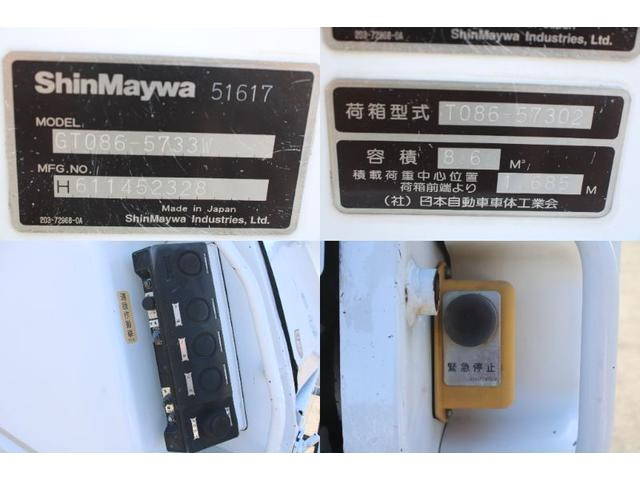 ShinMaywa 51617
MODEL
GT086-5733W
MFG.NO.
H611452328
Made in Japan
203-7296B-0A ShinMaywa Industries, Ltd.
203-7296B-0A ShinMaywa Industries, Ltd.
荷箱型式 T086-57302
容積 8.6 M³
積載荷重中心位置
荷箱前端より 1.685 M
(社)日本自動車車体工業会
緊急停止